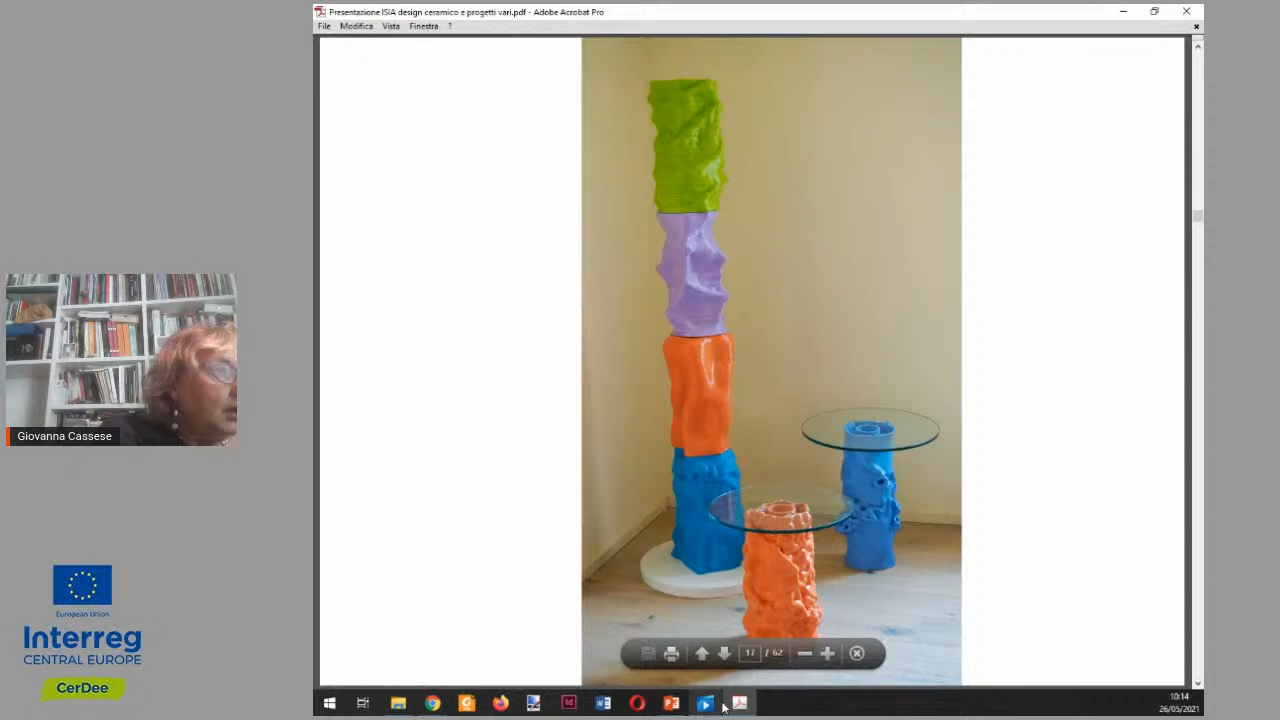 Presentazione ISIA design ceramico e progetti vari.pdf - Adobe Acrobat Pro
File Modifica Vista Finestra ?
Giovanna Cassese
European Union
Interreg
CENTRAL EUROPE
CerDee
17 / 62
10:14
26/05/2021